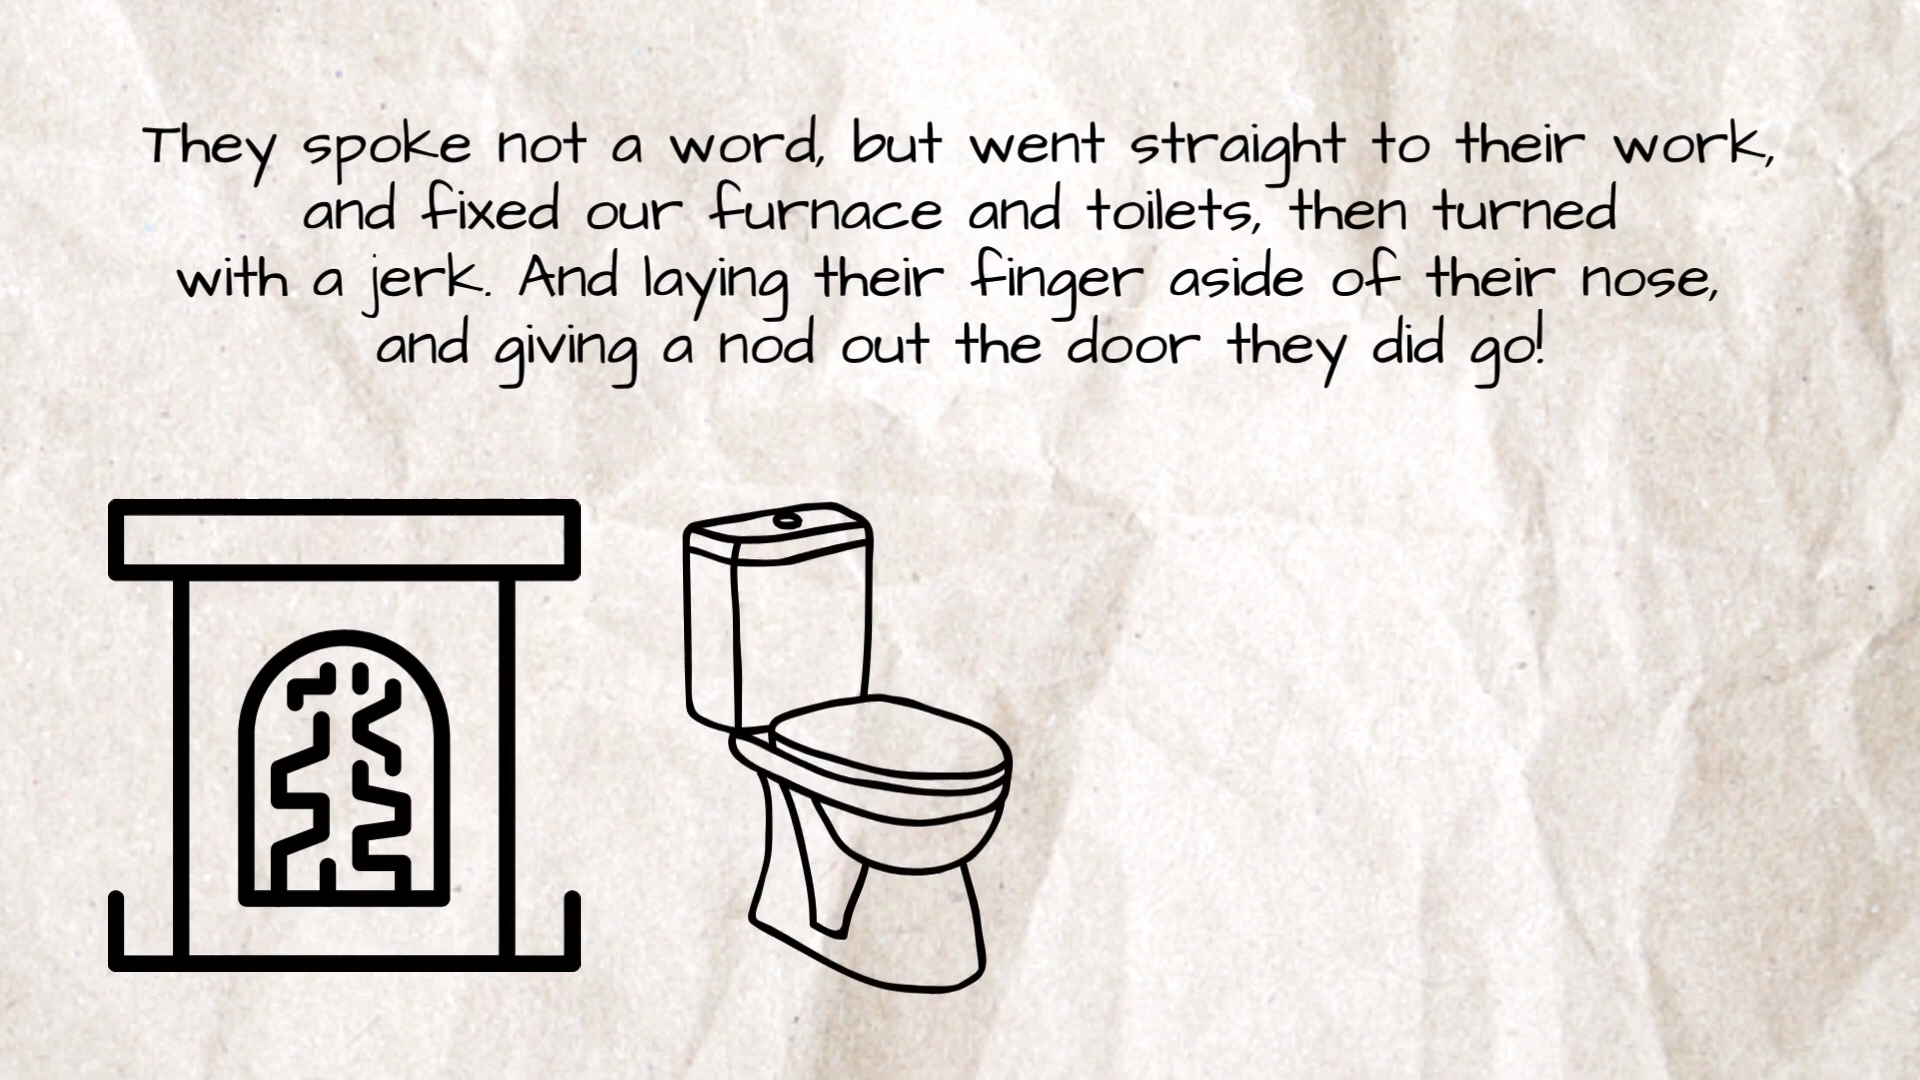 They spoke not a word, but went straight to their work,
and fixed our furnace and toilets, then turned
with a jerk. And laying their finger aside of their nose,
and giving a nod out the door they did go!